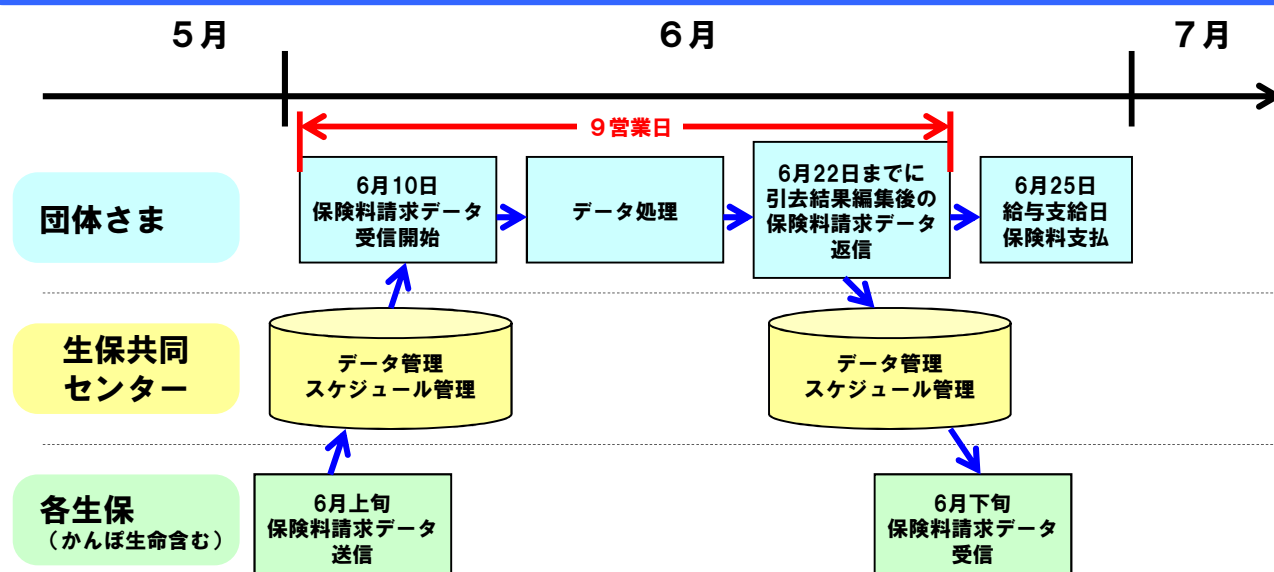 5月
6月
7月
9営業日
団体さま
6月10日
保険料請求データ
受信開始
データ処理
6月22日までに
引去結果編集後の
保険料請求データ
返信
6月25日
給与支給日
保険料支払
生保共同
センター
データ管理
スケジュール管理
データ管理
スケジュール管理
各生保
（かんぽ生命含む）
6月上旬
保険料請求データ
送信
6月下旬
保険料請求データ
受信